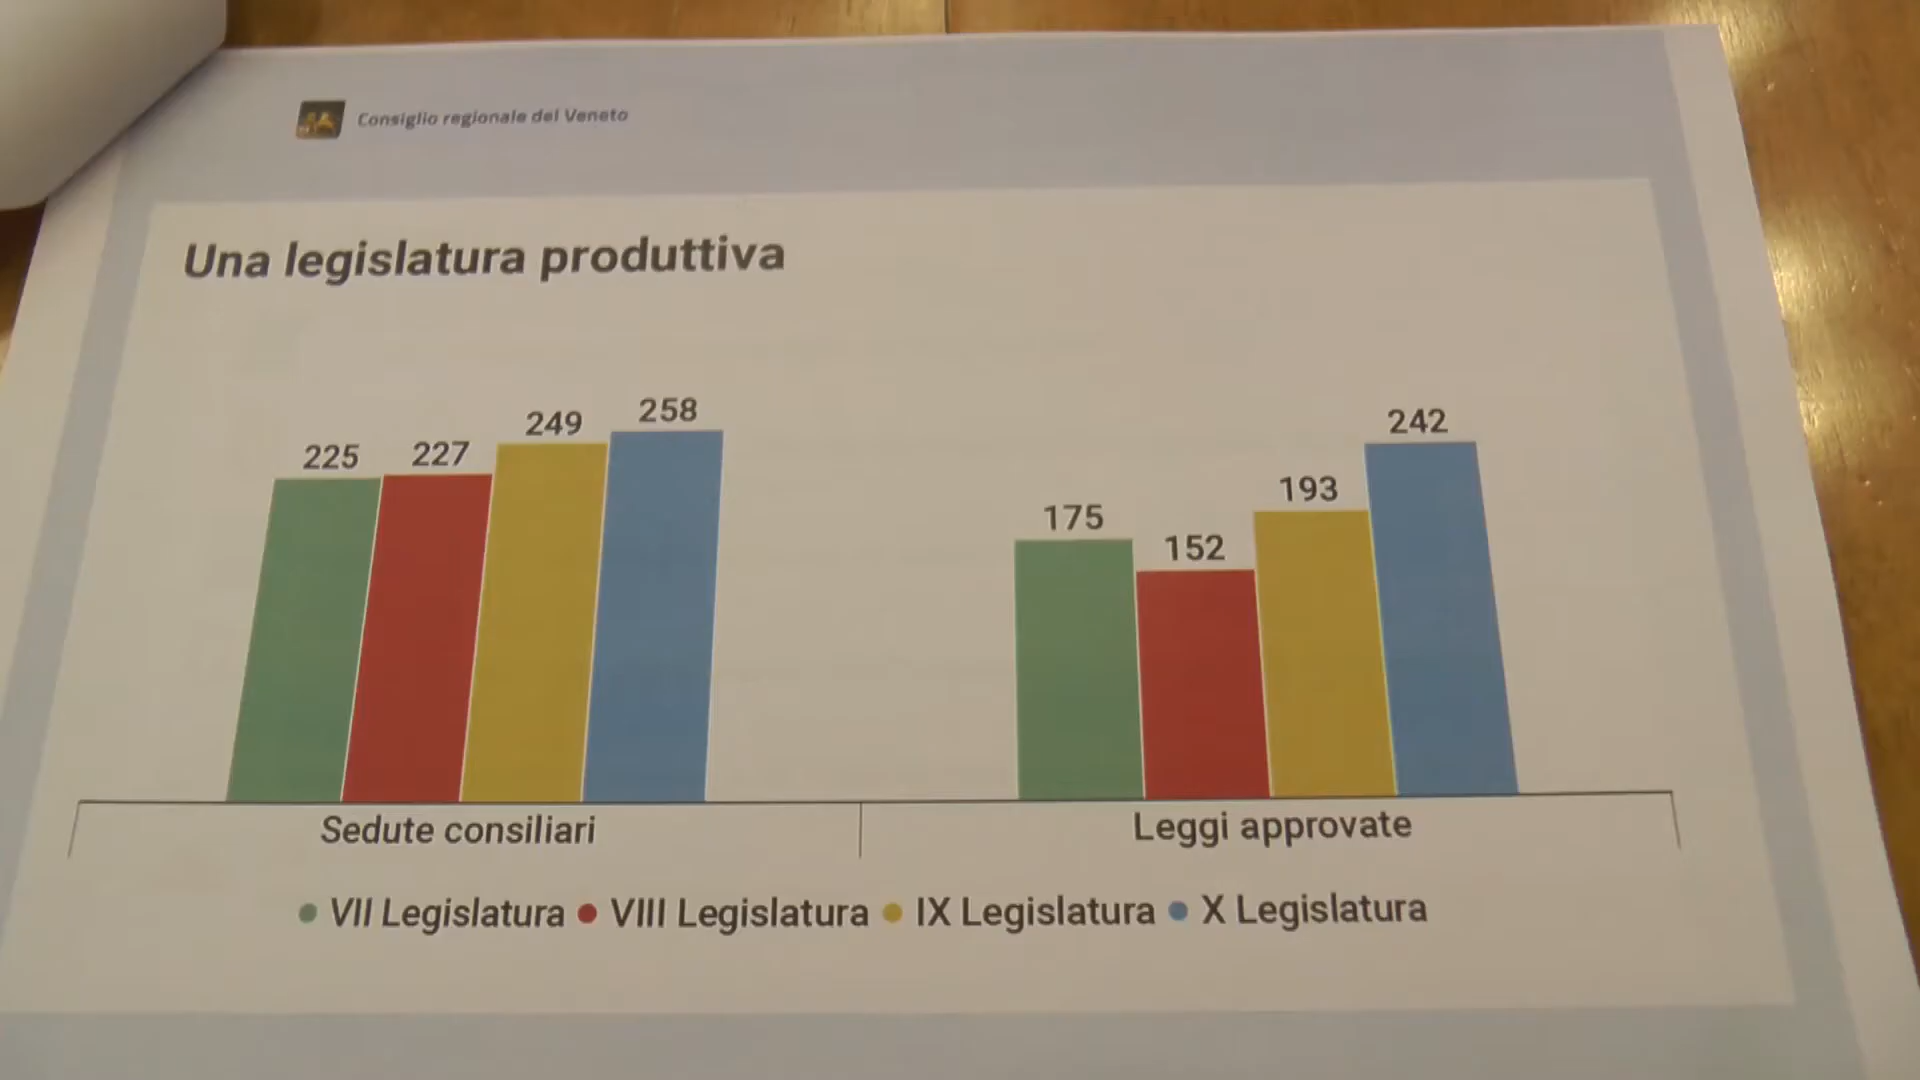 Consiglio regionale del Veneto
Una legislatura produttiva
225 227 249 258
175 152 193 242
Sedute consiliari
Leggi approvate
VII Legislatura VIII Legislatura IX Legislatura X Legislatura